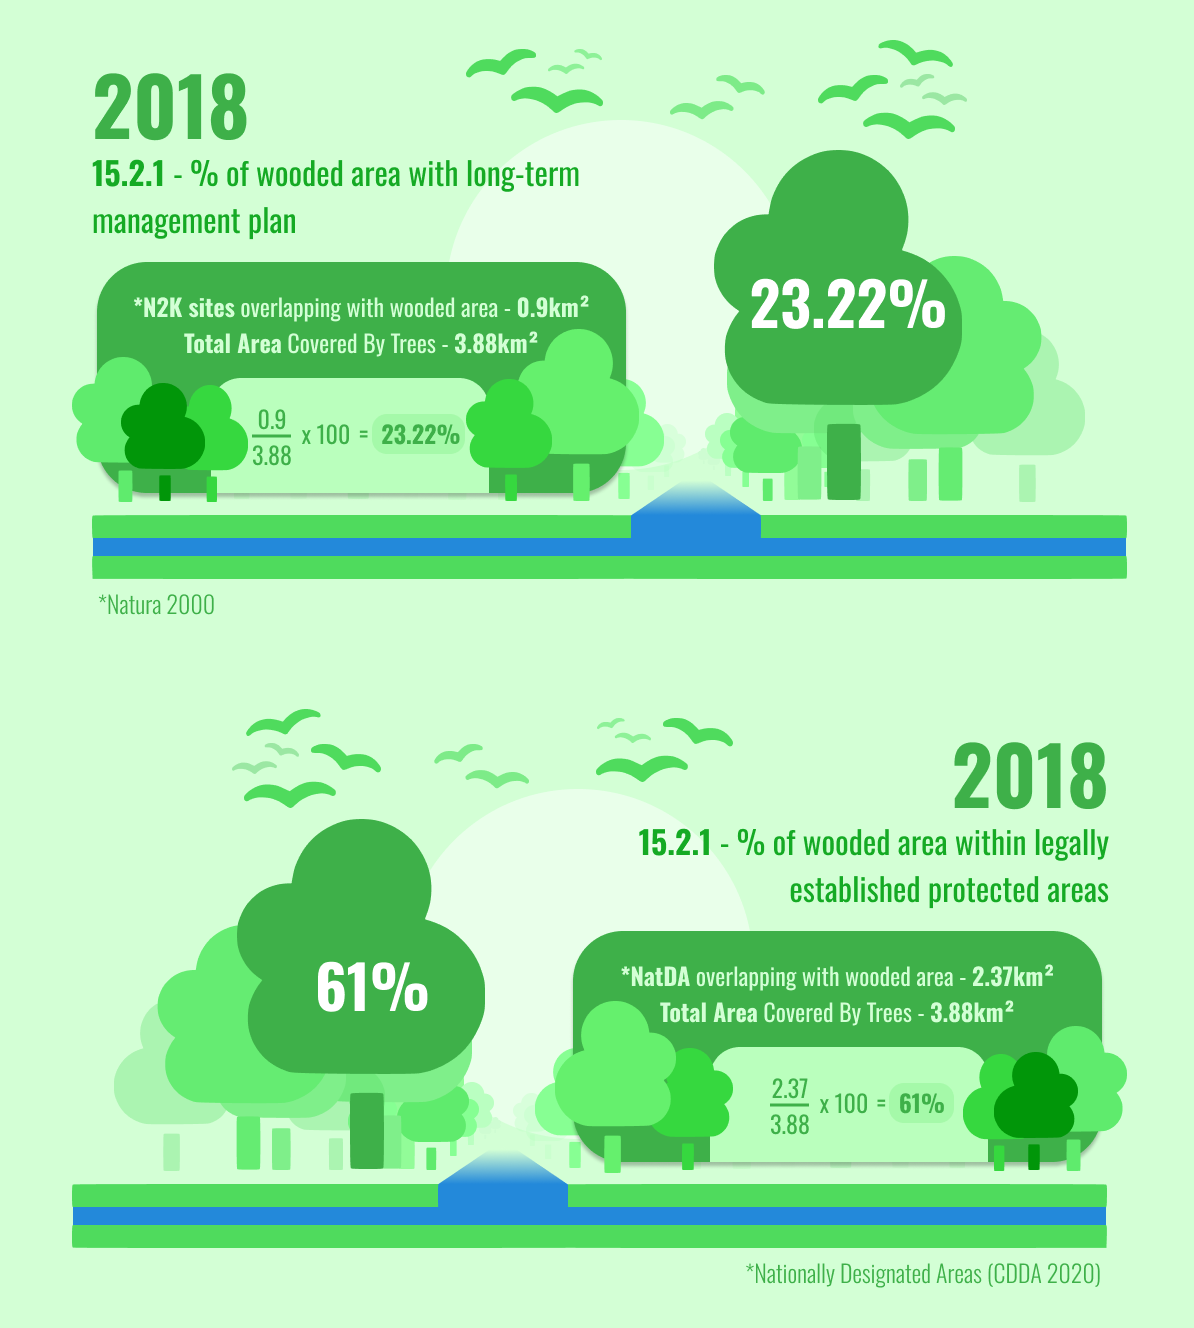 2018
15.2.1 - % of wooded area with long-term
management plan
*N2K sites overlapping with wooded area - 0.9km²
Total Area Covered By Trees - 3.88km²
0.9
3.88
x 100 = 23.22%
23.22%
*Natura 2000
2018
15.2.1 - % of wooded area within legally
established protected areas
61%
*NatDA overlapping with wooded area - 2.37km²
Total Area Covered By Trees - 3.88km²
2.37
3.88
x 100 = 61%
*Nationally Designated Areas (CDDA 2020)